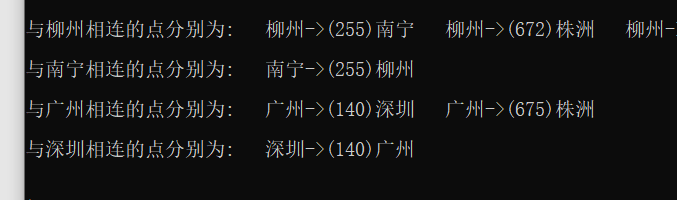 与柳州相连的点分别为: 柳州->(255)南宁 柳州->(672)株洲 柳州-
与南宁相连的点分别为: 南宁->(255)柳州
与广州相连的点分别为: 广州->(140)深圳 广州->(675)株洲
与深圳相连的点分别为: 深圳->(140)广州